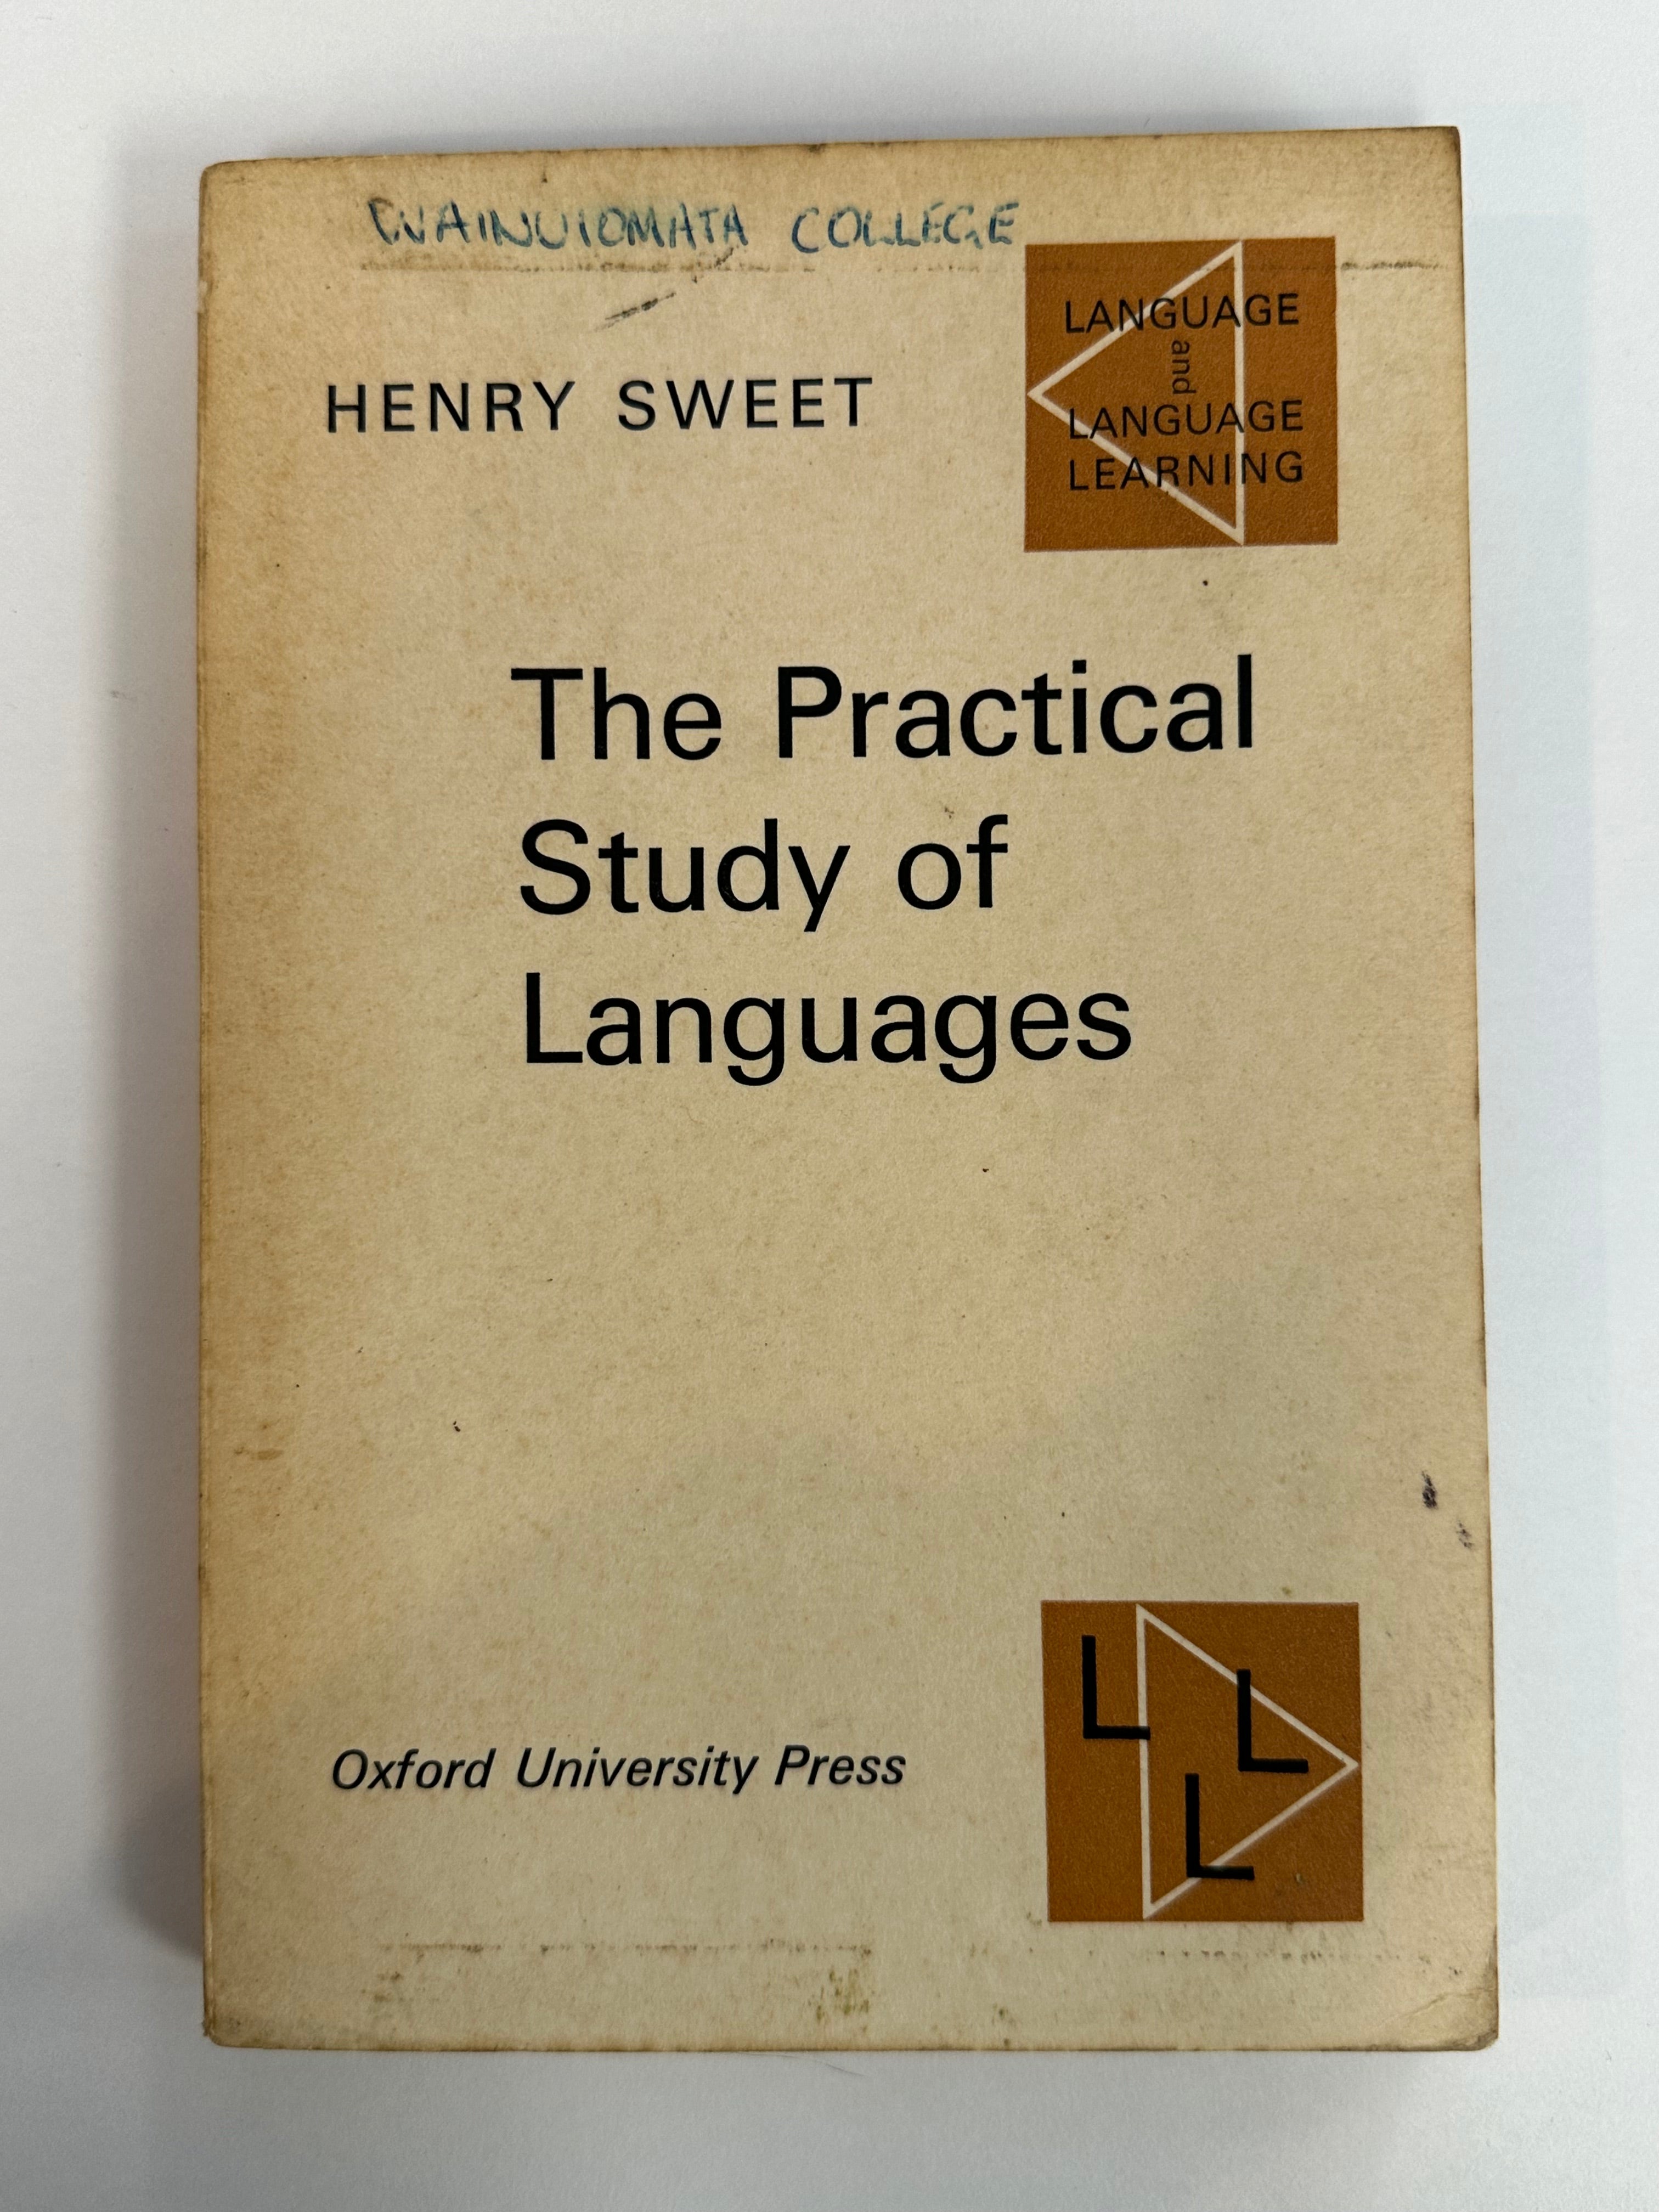 WAINUIOMATA COLLEGE
HENRY SWEET
LANGUAGE
and
LANGUAGE
LEARNING
The Practical
Study of
Languages
Oxford University Press
L
L
L